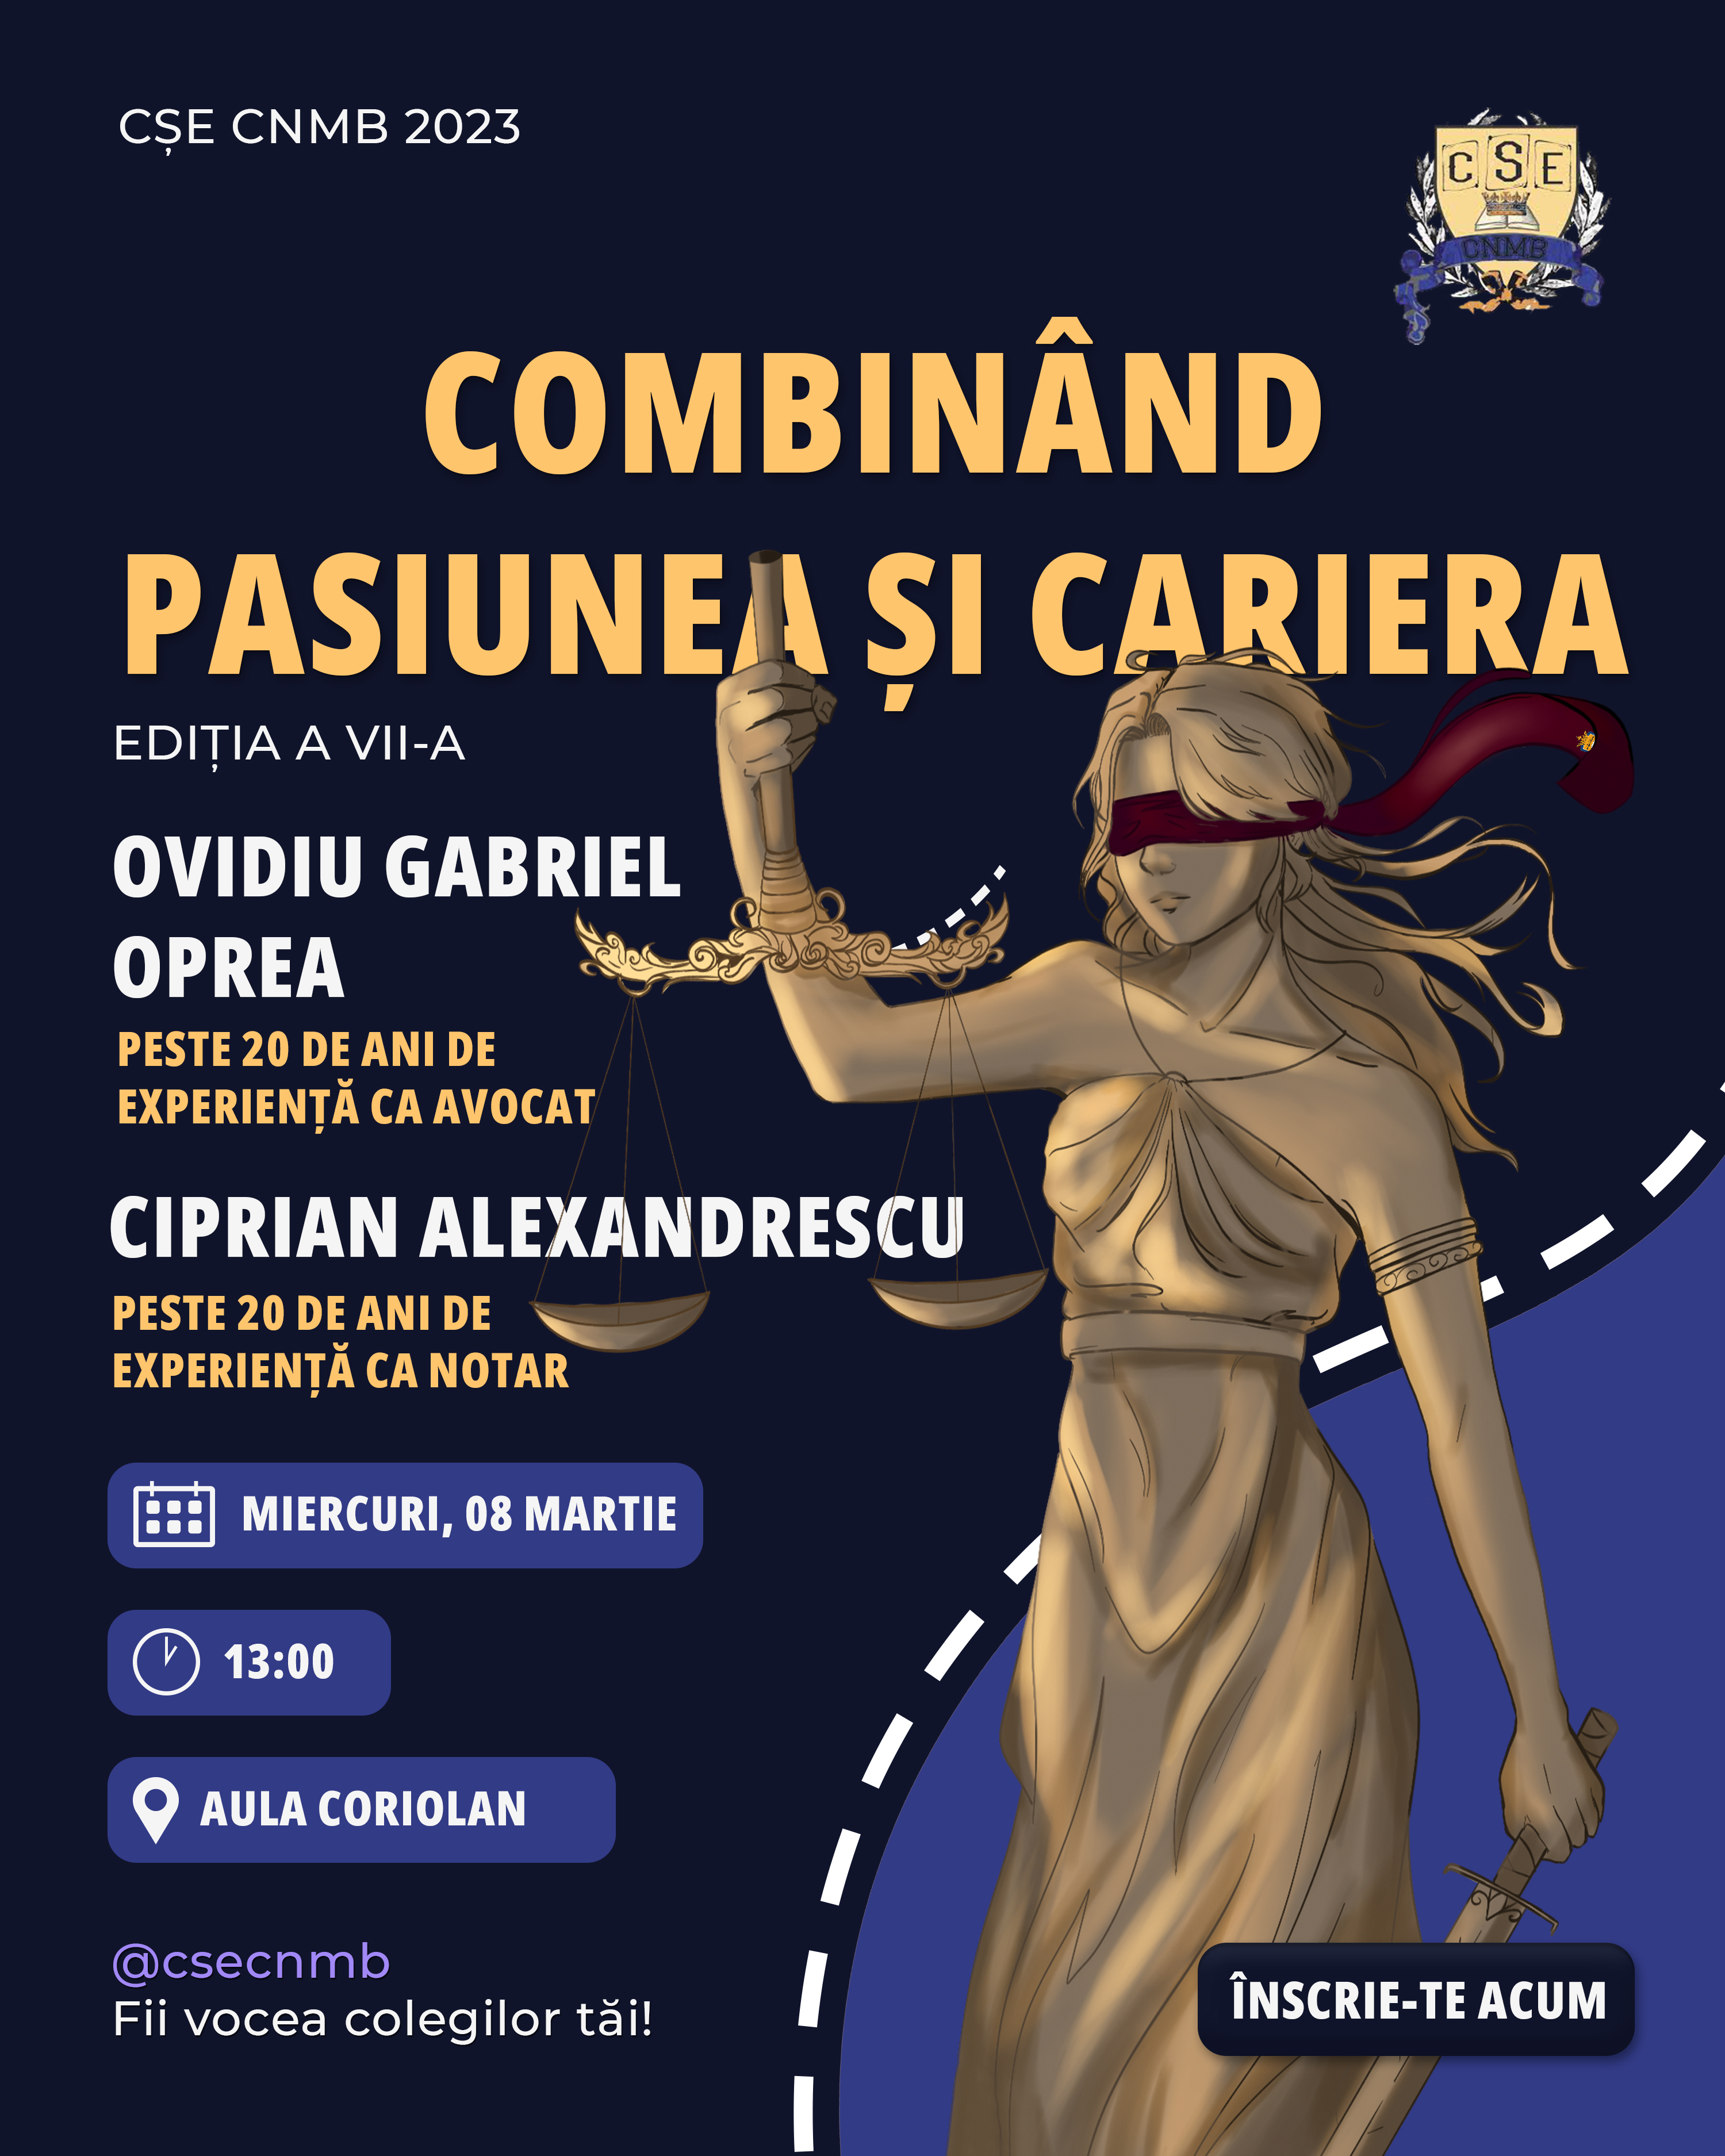 CȘE CNMB 2023
C S E
CNMB
COMBINÂND
PASIUNEA ȘI CARIERA
EDIȚIA A VII-A
OVIDIU GABRIEL
OPREA
PESTE 20 DE ANI DE
EXPERIENȚĂ CA AVOCAT
CIPRIAN ALEXANDRESCU
PESTE 20 DE ANI DE
EXPERIENȚĂ CA NOTAR
MIERCURI, 08 MARTIE
13:00
AULA CORIOLAN
@csecnmb
Fii vocea colegilor tăi!
ÎNSCRIE-TE ACUM